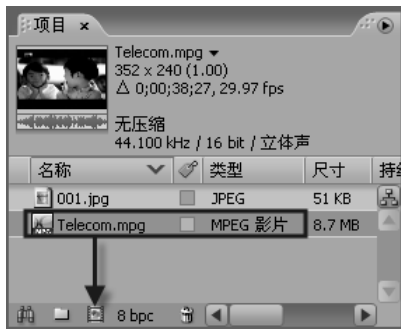 项目 ×
Telecom.mpg
352 x 240 (1.00)
Δ 0;00;38;27, 29.97 fps
无压缩
44.100 kHz / 16 bit / 立体声
名称 类型 尺寸 持续
001.jpg JPEG 51 KB
Telecom.mpg MPEG 影片 8.7 MB
8 bpc